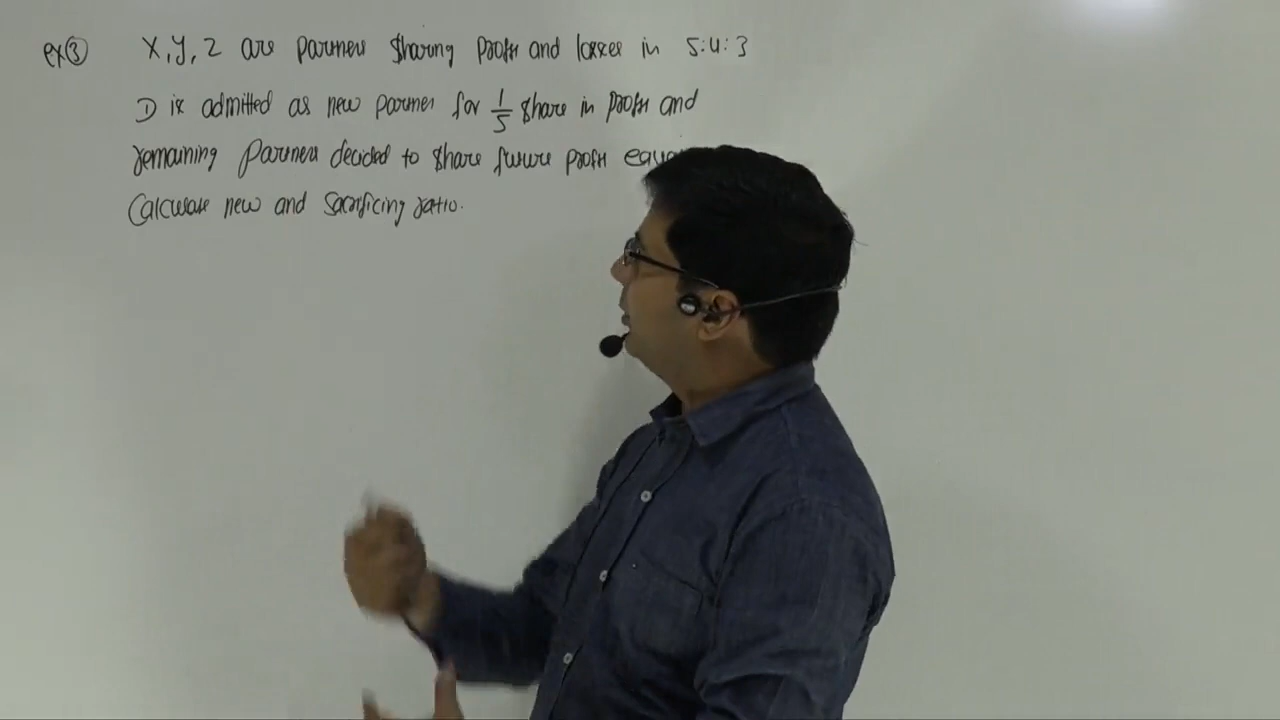 ex③ X, Y, Z are partners sharing profit and losses in 5:4:3
D is admitted as new partner for 1/5 share in profit and
remaining partners decided to share future profit
Calculate new and Sacrificing ratio.